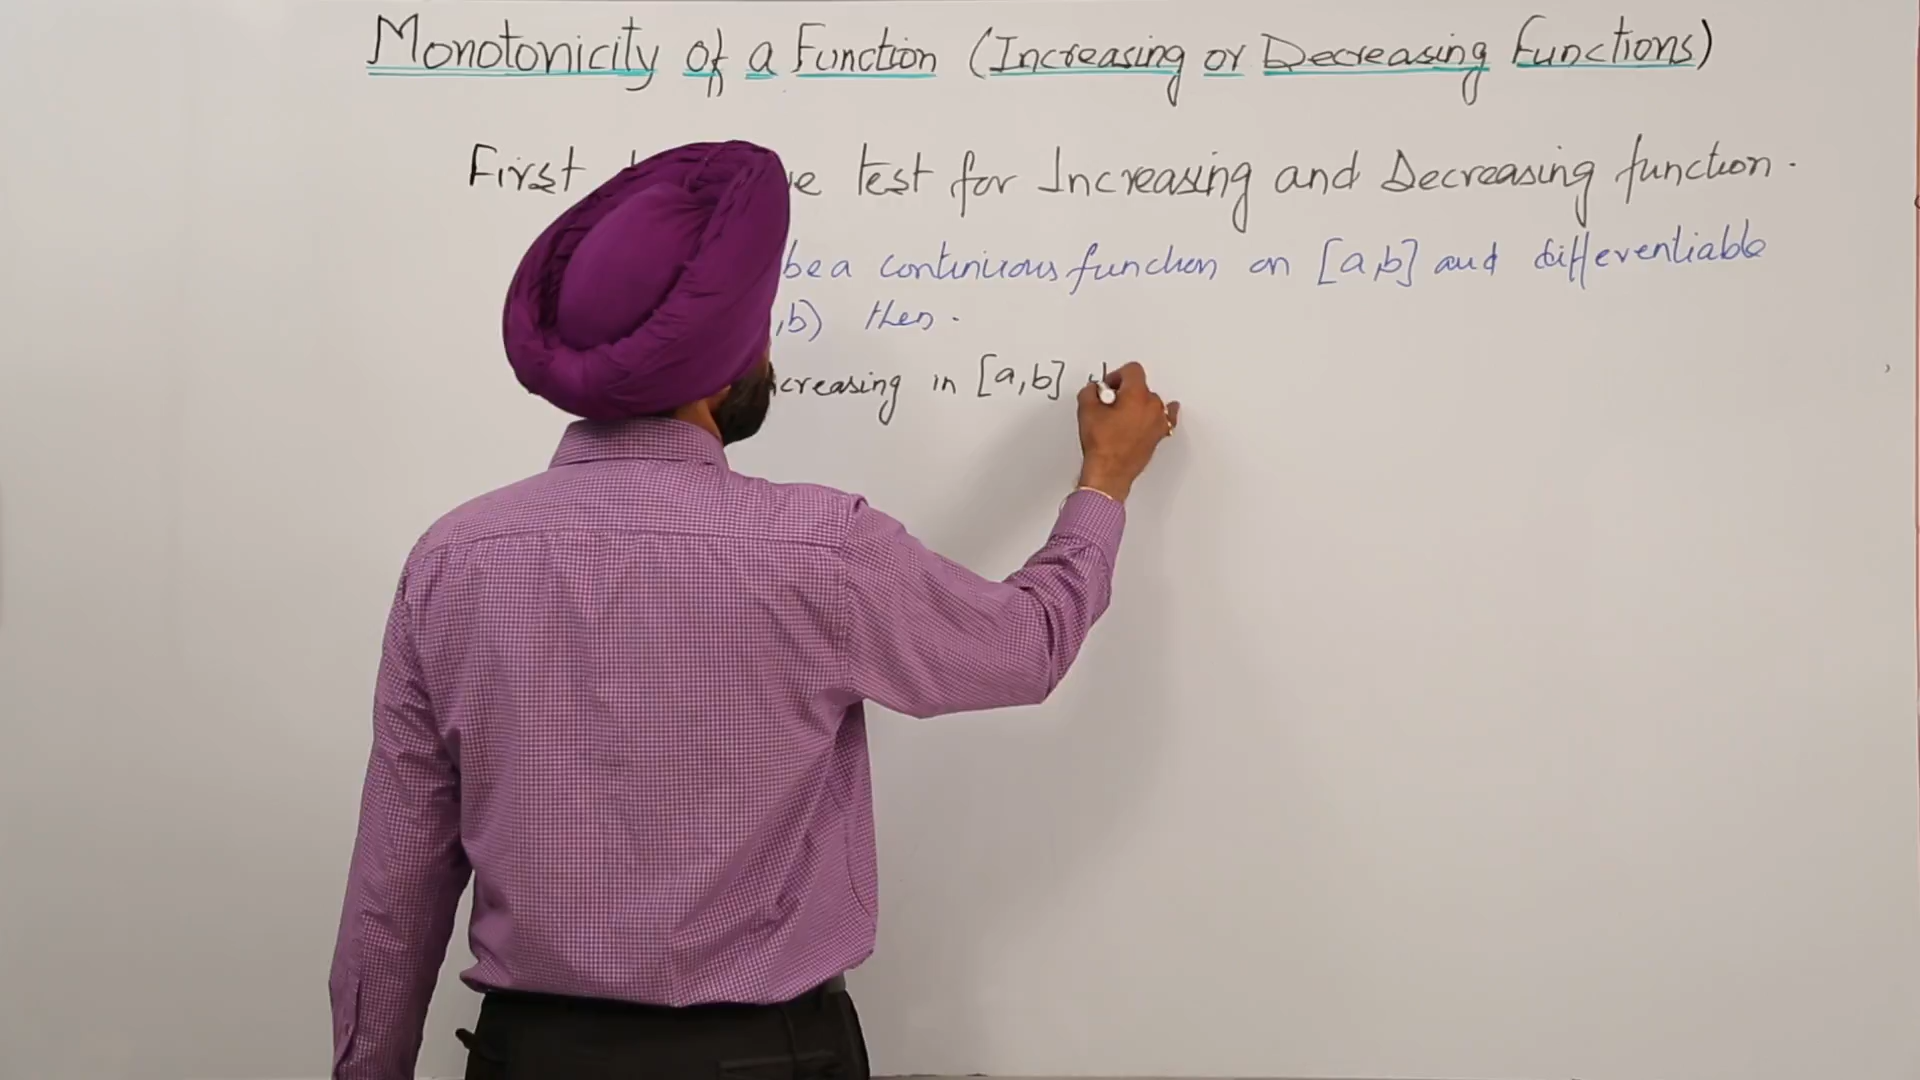 Monotonicity of a Function (Increasing or Decreasing Functions)
First test for Increasing and Decreasing function.
be a continuous function on [a,b] and differentiable
,b) then.
creasing in [a,b]